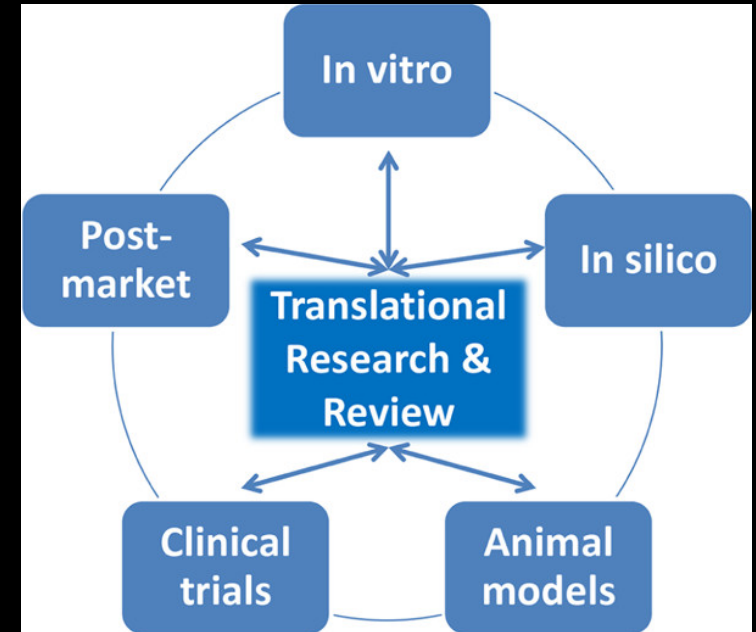 In vitro
Post-
market
In silico
Translational
Research &
Review
Clinical
trials
Animal
models